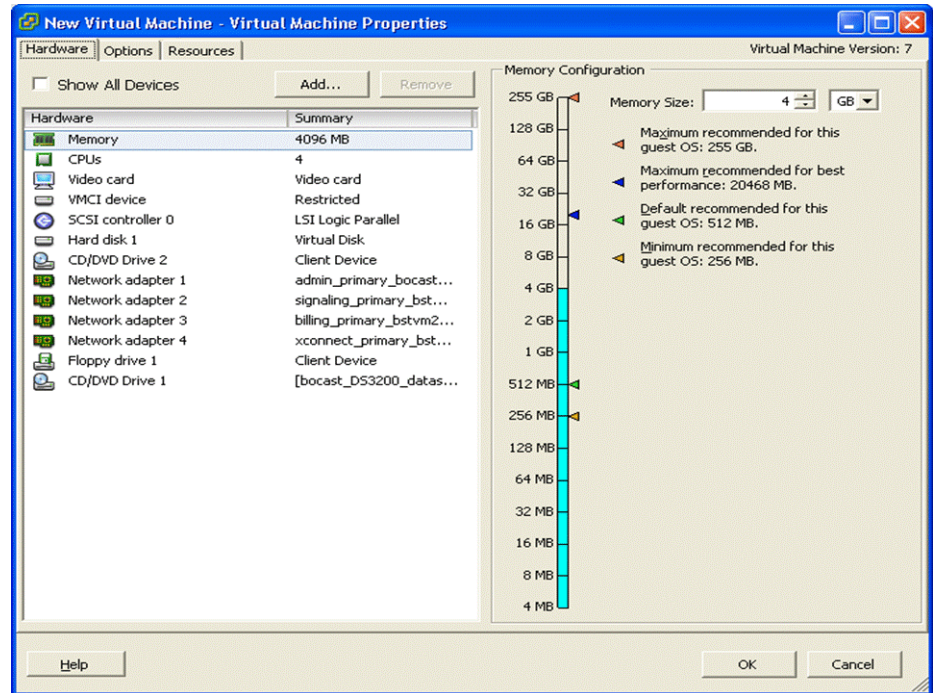 New Virtual Machine - Virtual Machine Properties
Hardware Options Resources
Virtual Machine Version: 7
Show All Devices
Add...
Remove
Hardware Summary
Memory 4096 MB
CPUs 4
Video card Video card
VMCI device Restricted
SCSI controller 0 LSI Logic Parallel
Hard disk 1 Virtual Disk
CD/DVD Drive 2 Client Device
Network adapter 1 admin_primary_bocast...
Network adapter 2 signaling_primary_bst...
Network adapter 3 billing_primary_bstvm2...
Network adapter 4 xconnect_primary_bst...
Floppy drive 1 Client Device
CD/DVD Drive 1 [bocast_DS3200_datas...
Memory Configuration
255 GB
128 GB
64 GB
32 GB
16 GB
8 GB
4 GB
2 GB
1 GB
512 MB
256 MB
128 MB
64 MB
32 MB
16 MB
8 MB
4 MB
Memory Size: 4 GB
Maximum recommended for this
guest OS: 255 GB.
Maximum recommended for best
performance: 20468 MB.
Default recommended for this
guest OS: 512 MB.
Minimum recommended for this
guest OS: 256 MB.
Help
OK
Cancel